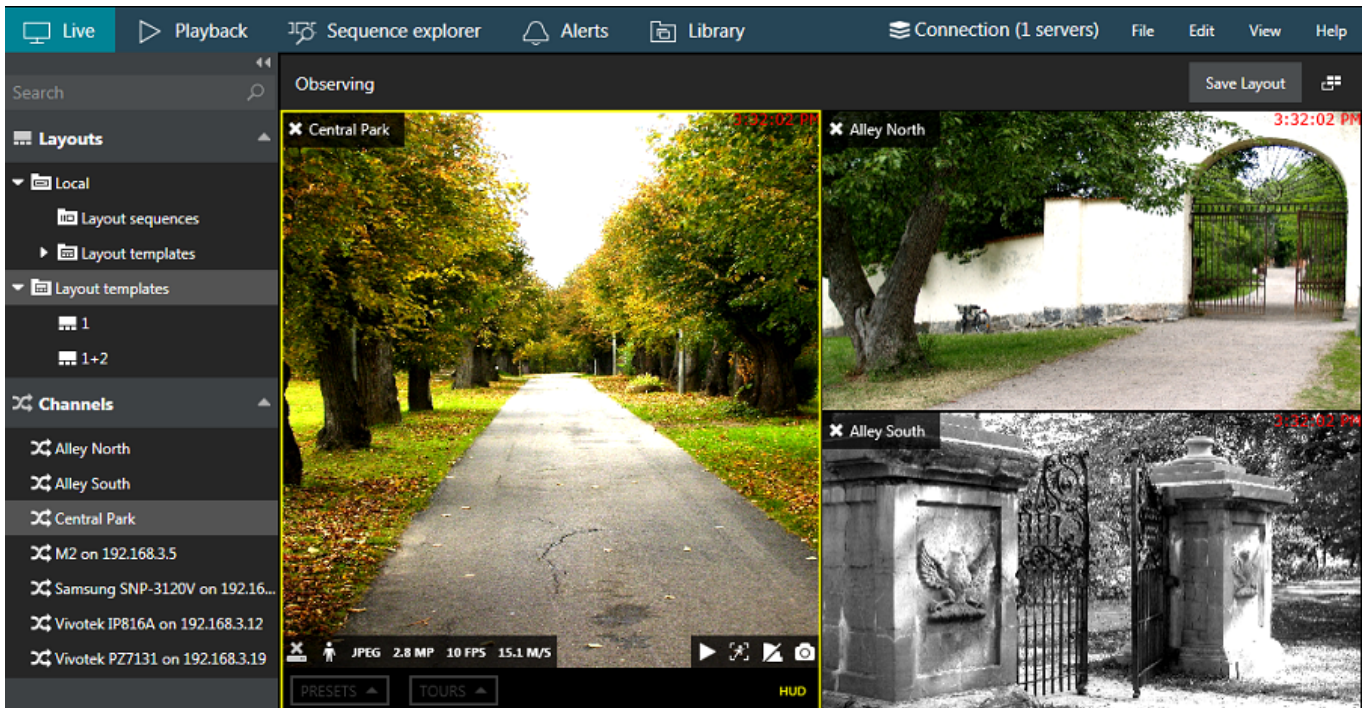 Live
Playback
Sequence explorer
Alerts
Library
Connection (1 servers)
File
Edit
View
Help
Search
Observing
Save Layout
Layouts
Local
Layout sequences
Layout templates
Layout templates
1
1+2
Channels
Alley North
Alley South
Central Park
M2 on 192.168.3.5
Samsung SNP-3120V on 192.16...
Vivotek IP816A on 192.168.3.12
Vivotek PZ7131 on 192.168.3.19
Central Park
3:32:02 PM
JPEG 2.8 MP 10 FPS 15.1 M/S
PRESETS
TOURS
HUD
Alley North
3:32:02 PM
Alley South
3:32:02 PM